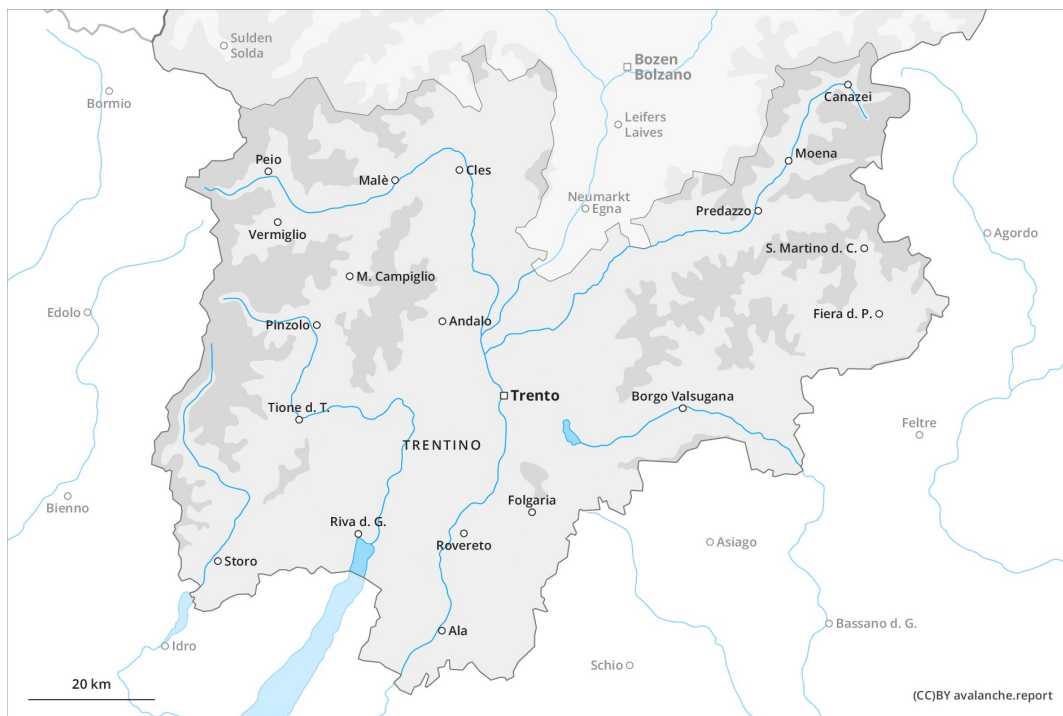 Sulden
Solda
Bozen
Bolzano
Bormio
Canazei
Leifers
Laives
Peio
Malè
Cles
Moena
Neumarkt
Egna
Predazzo
Vermiglio
S. Martino d. C.
Agordo
M. Campiglio
Edolo
Pinzolo
Andalo
Fiera d. P.
Trento
Borgo Valsugana
Tione d. T.
Feltre
TRENTINO
Bienno
Folgaria
Riva d. G.
Rovereto
Asiago
Storo
Ala
Bassano d. G.
Idro
Schio
20 km
(CC)BY avalanche.report